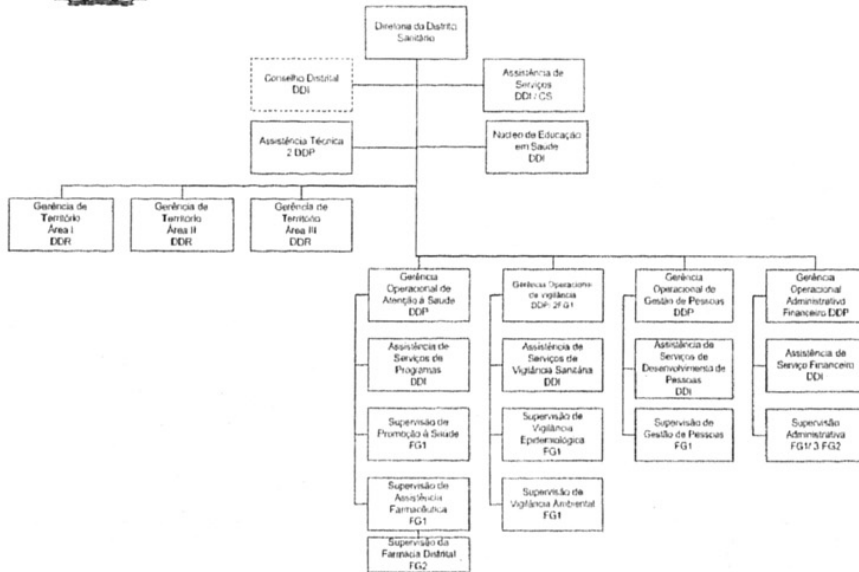 Diretoria do Distrito
Sanitário
Conselho Distrital
DDI
Assistência de
Serviços
DDI / CS
Assistência Técnica
2 DDP
Núcleo de Educação
em Saúde
DDI
Gerência de
Território
Área I
DDR
Gerência de
Território
Área II
DDR
Gerência de
Território
Área III
DDR
Gerência
Operacional de
Atenção à Saúde
DDP
Gerência Operacional
de vigilância
DDP/ 2FG1
Gerência
Operacional de
Gestão de Pessoas
DDP
Gerência
Operacional
Administrativo
Financeiro DDP
Assistência de
Serviços de
Programas
DDI
Assistência de
Serviços de
Vigilância Sanitária
DDI
Assistência de
Serviços de
Desenvolvimento de
Pessoas
DDI
Assistência de
Serviço Financeiro
DDI
Supervisão de
Promoção à Saúde
FG1
Supervisão de
Vigilância
Epidemiológica
FG1
Supervisão de
Gestão de Pessoas
FG1
Supervisão
Administrativa
FG1/ 3 FG2
Supervisão de
Assistência
Farmacêutica
FG1
Supervisão de
Vigilância Ambiental
FG1
Supervisão da
Farmácia Distrital
FG2